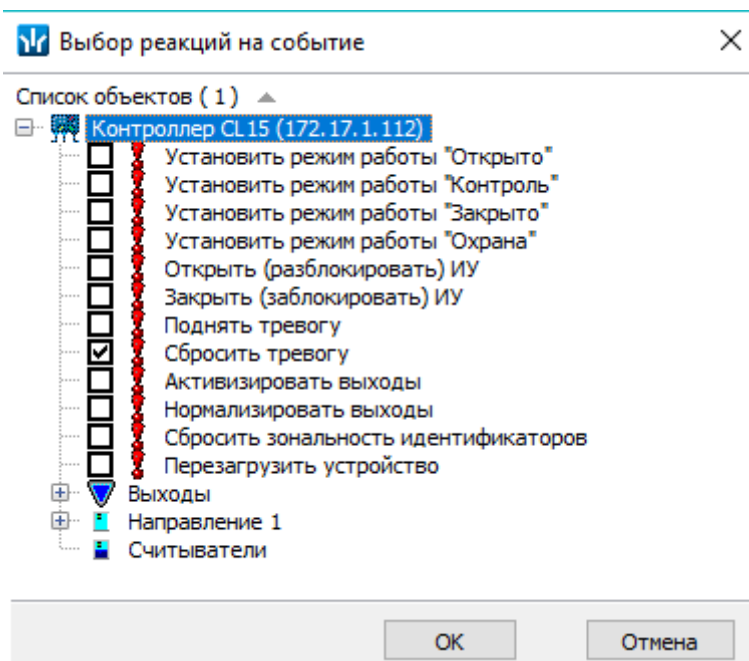 Выбор реакций на событие
Список объектов ( 1 )
Контроллер CL15 (172.17.1.112)
Установить режим работы "Открыто"
Установить режим работы "Контроль"
Установить режим работы "Закрыто"
Установить режим работы "Охрана"
Открыть (разблокировать) ИУ
Закрыть (заблокировать) ИУ
Поднять тревогу
Сбросить тревогу
Активизировать выходы
Нормализировать выходы
Сбросить зональность идентификаторов
Перезагрузить устройство
Выходы
Направление 1
Считыватели
OK Отмена